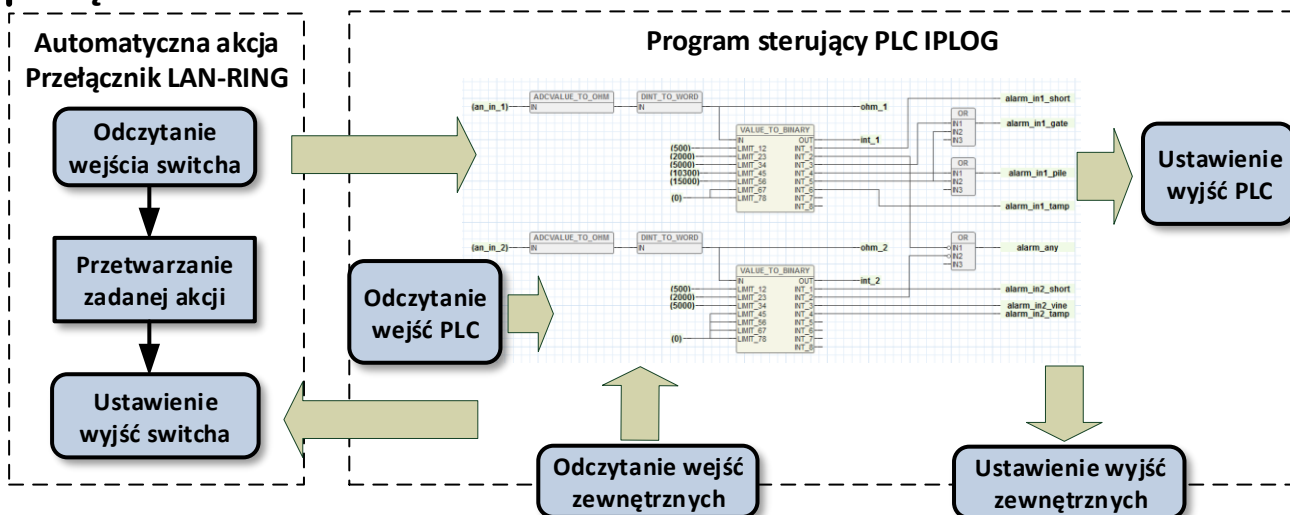 Automatyczna akcja
Przełącznik LAN-RING
Odczytanie
wejścia switcha
Przetwarzanie
zadanej akcji
Ustawienie
wyjść switcha
Program sterujący PLC IPLOG
(an_in_1)
ADCVALUE_TO_OHM
IN
DINT_TO_WORD
IN
ohm_1
VALUE_TO_BINARY
IN OUT
int_1
(500) LIMIT_12 INT_1
(2000) LIMIT_23 INT_2
(5000) LIMIT_34 INT_3
(10300) LIMIT_45 INT_4
(15000) LIMIT_56 INT_5
LIMIT_67 INT_6
(0) LIMIT_78 INT_7
INT_8
alarm_in1_short
OR
IN1
IN2
IN3
alarm_in1_gate
OR
IN1
IN2
IN3
alarm_in1_pile
alarm_in1_tamp
OR
IN1
IN2
IN3
alarm_any
(an_in_2)
ADCVALUE_TO_OHM
IN
DINT_TO_WORD
IN
ohm_2
VALUE_TO_BINARY
IN OUT
int_2
(500) LIMIT_12 INT_1
(2000) LIMIT_23 INT_2
(5000) LIMIT_34 INT_3
LIMIT_45 INT_4
LIMIT_56 INT_5
LIMIT_67 INT_6
(0) LIMIT_78 INT_7
INT_8
alarm_in2_short
alarm_in2_vine
alarm_in2_tamp
Odczytanie
wejść PLC
Ustawienie
wyjść PLC
Odczytanie wejść
zewnętrznych
Ustawienie wyjść
zewnętrznych